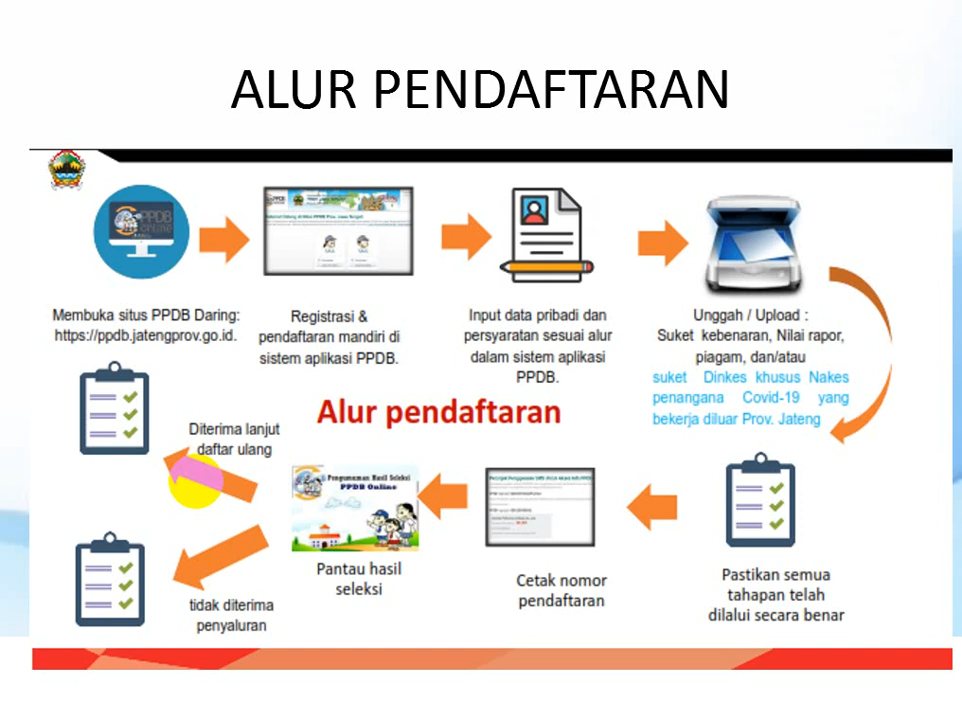 ALUR PENDAFTARAN
PPDB
online
Membuka situs PPDB Daring:
https://ppdb.jatengprov.go.id.
Registrasi &
pendaftaran mandiri di
sistem aplikasi PPDB.
Input data pribadi dan
persyaratan sesuai alur
dalam sistem aplikasi
PPDB.
Unggah / Upload :
Suket kebenaran, Nilai rapor,
piagam, dan/atau
suket Dinkes khusus Nakes
penangana Covid-19 yang
bekerja diluar Prov. Jateng
Alur pendaftaran
Diterima lanjut
daftar ulang
Pengumuman Hasil Seleksi
PPDB Online
Pantau hasil
seleksi
Cetak nomor
pendaftaran
Pastikan semua
tahapan telah
dilalui secara benar
tidak diterima
penyaluran